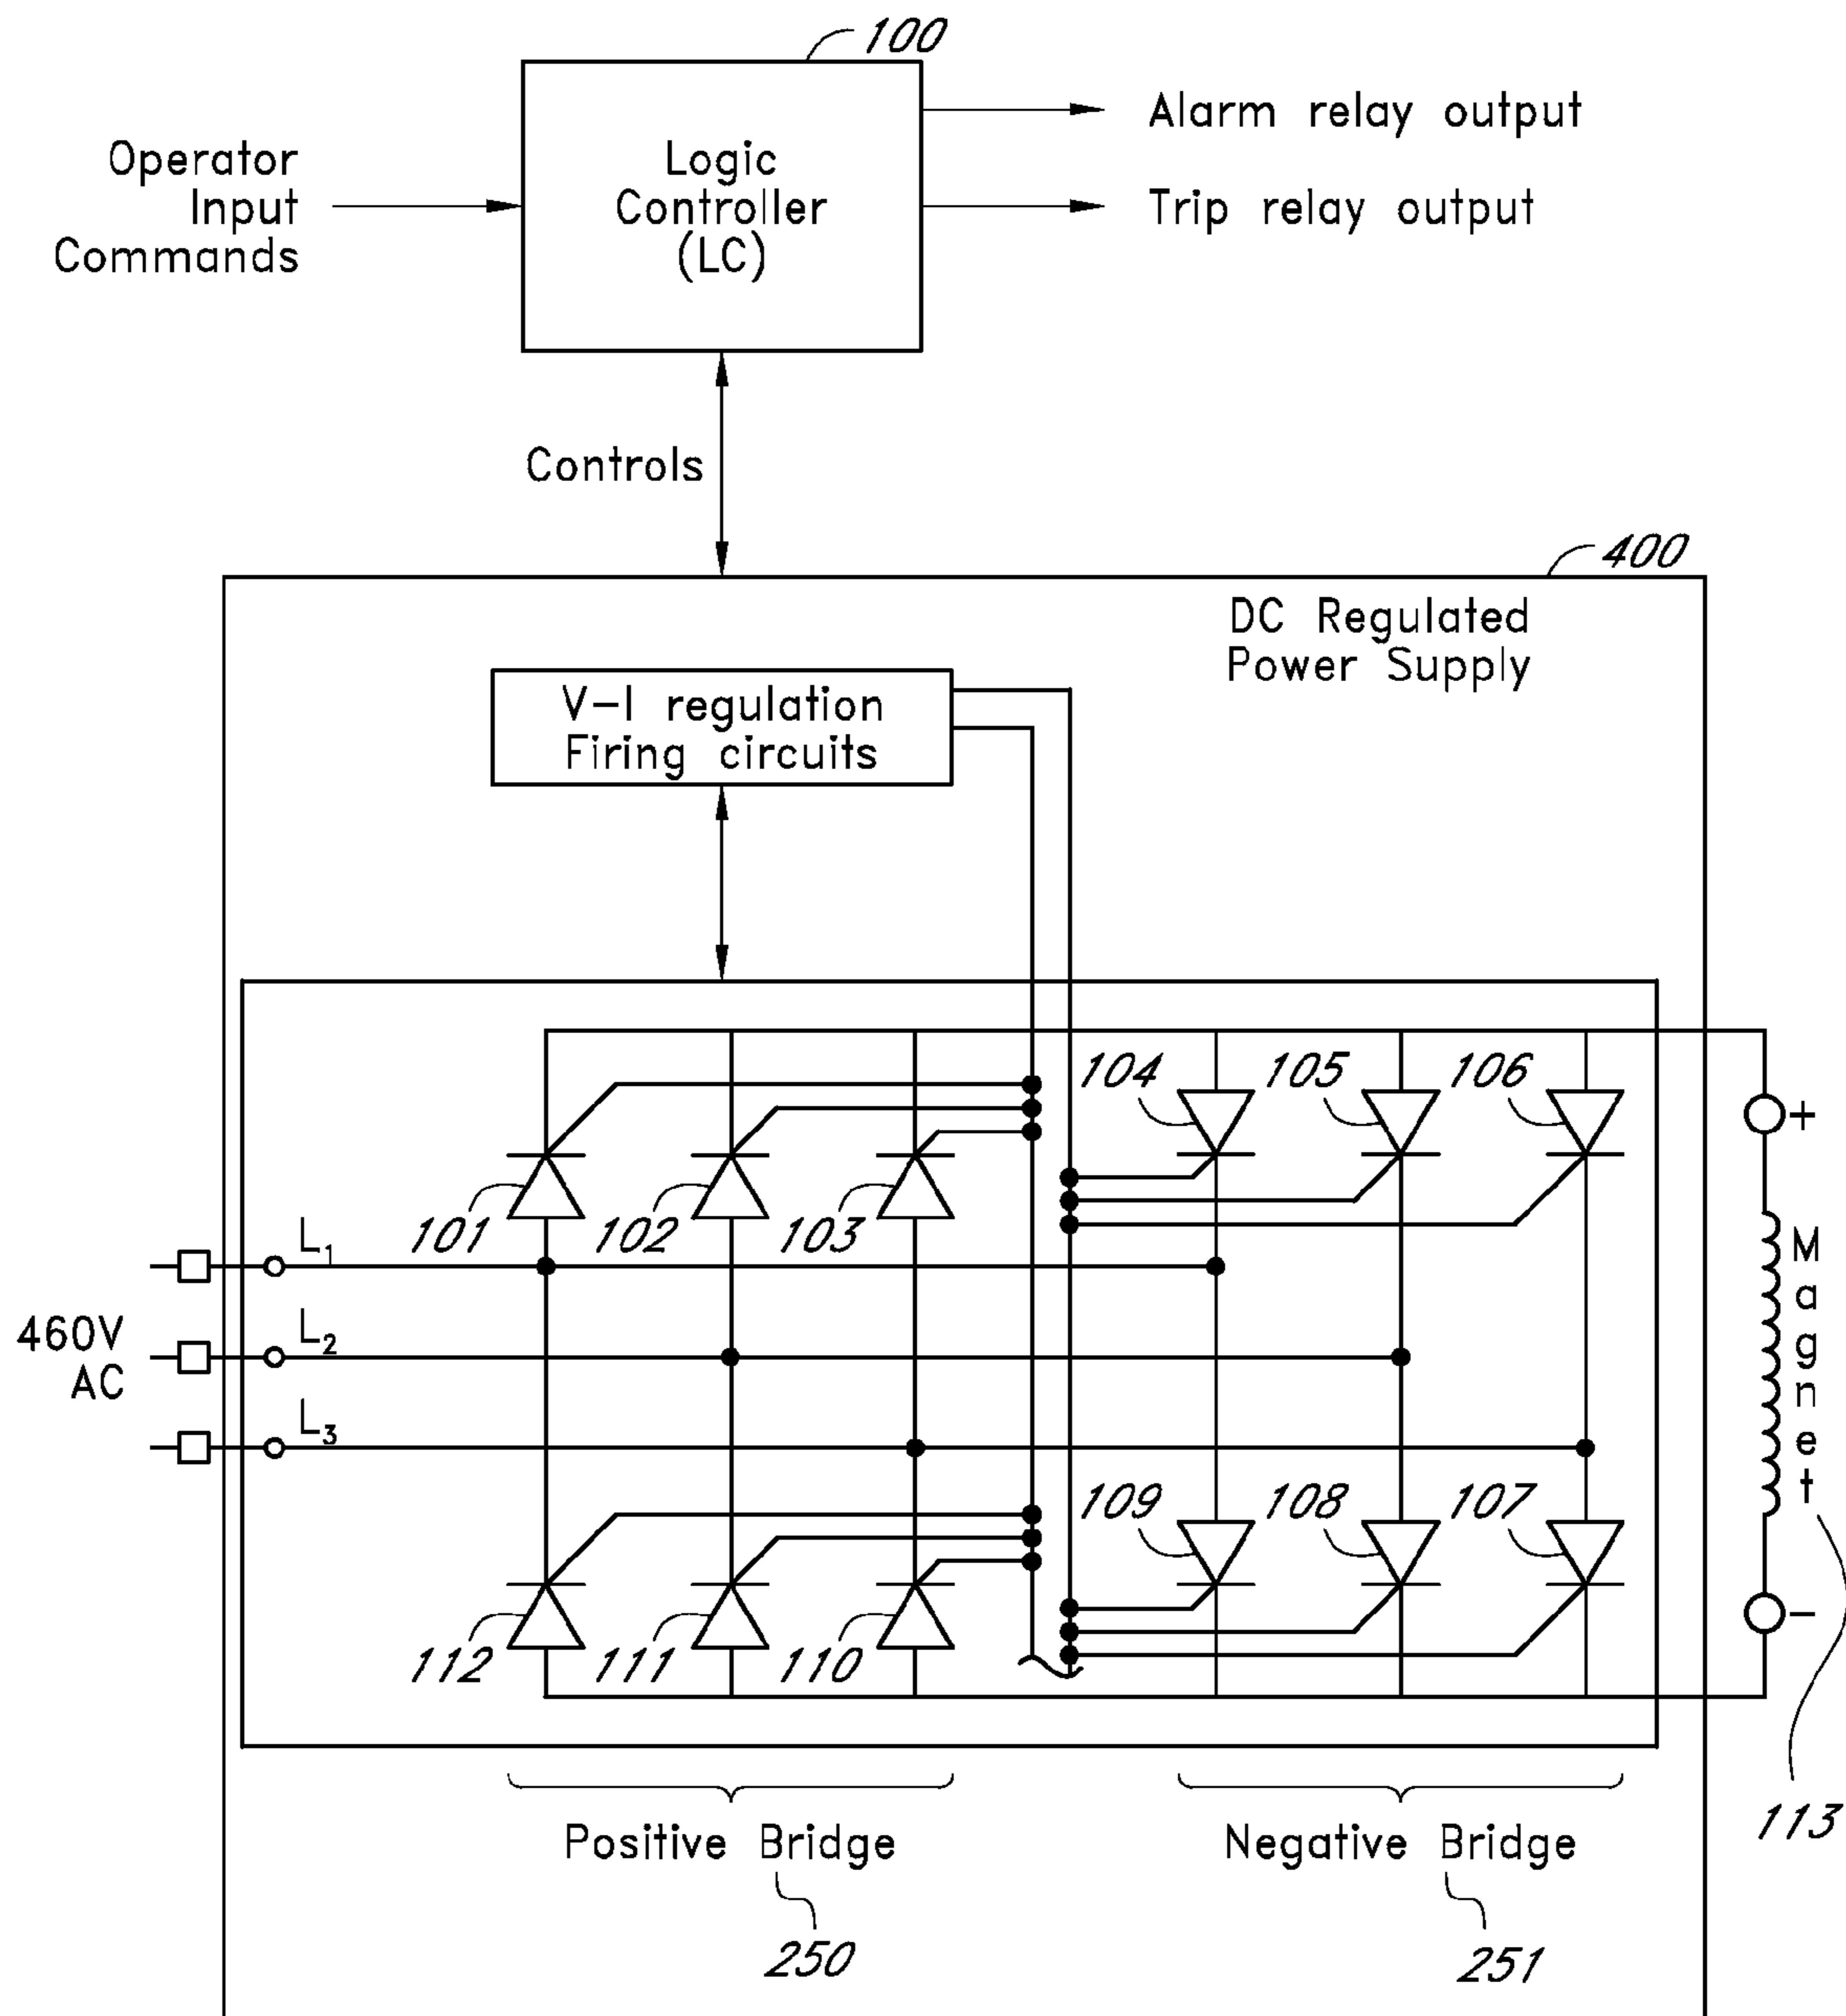 100
Operator
Input
Commands
Logic
Controller
(LC)
Alarm relay output
Trip relay output
Controls
400
DC Regulated
Power Supply
V-I regulation
Firing circuits
104
105
106
+
101
102
103
L1
460V
AC
L2
L3
Magnet
109
108
107
112
111
110
-
113
Positive Bridge
250
Negative Bridge
251